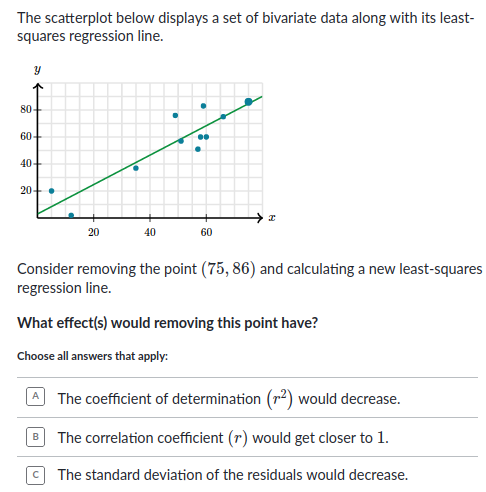 The scatterplot below displays a set of bivariate data along with its least-
squares regression line.
y
80
60
40
20
x
20 40 60
Consider removing the point (75, 86) and calculating a new least-squares
regression line.
What effect(s) would removing this point have?
Choose all answers that apply:
A The coefficient of determination (r²) would decrease.
B The correlation coefficient (r) would get closer to 1.
C The standard deviation of the residuals would decrease.